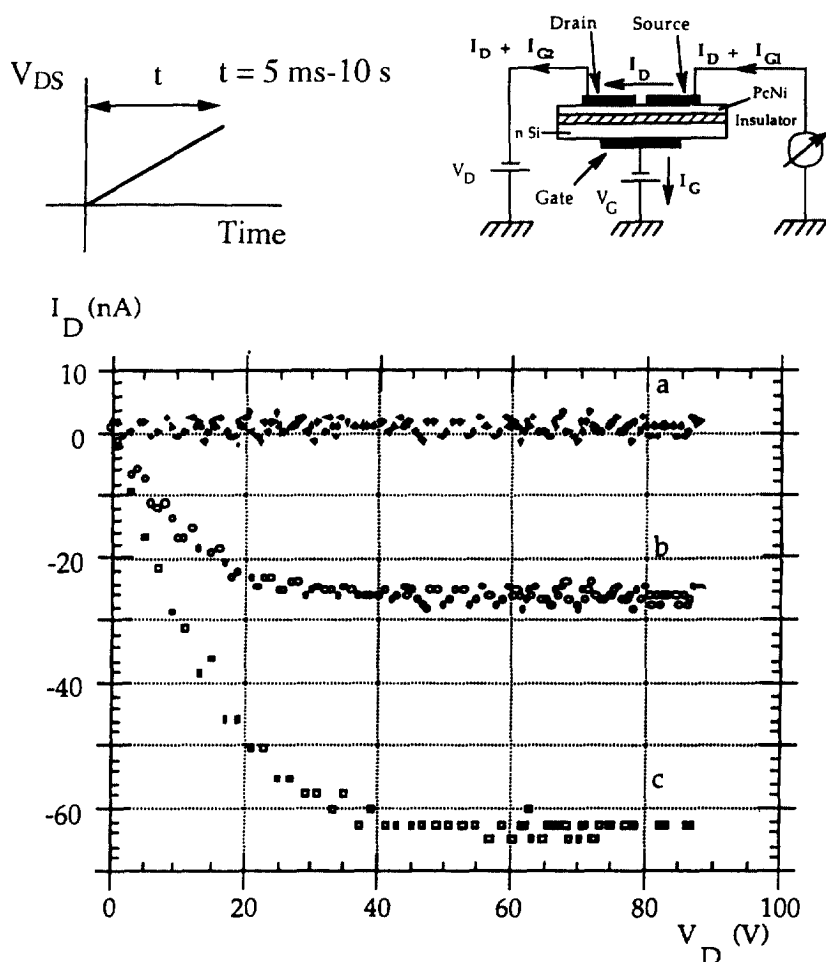 V_DS
t
t = 5 ms-10 s
Time
Drain
Source
I_D + I_G2
I_D
I_D + I_G1
PcNi
Insulator
n Si
V_D
Gate
V_G
I_G
I_D (nA)
10
0
-20
-40
-60
a
b
c
0
20
40
60
80
100
V_D (V)